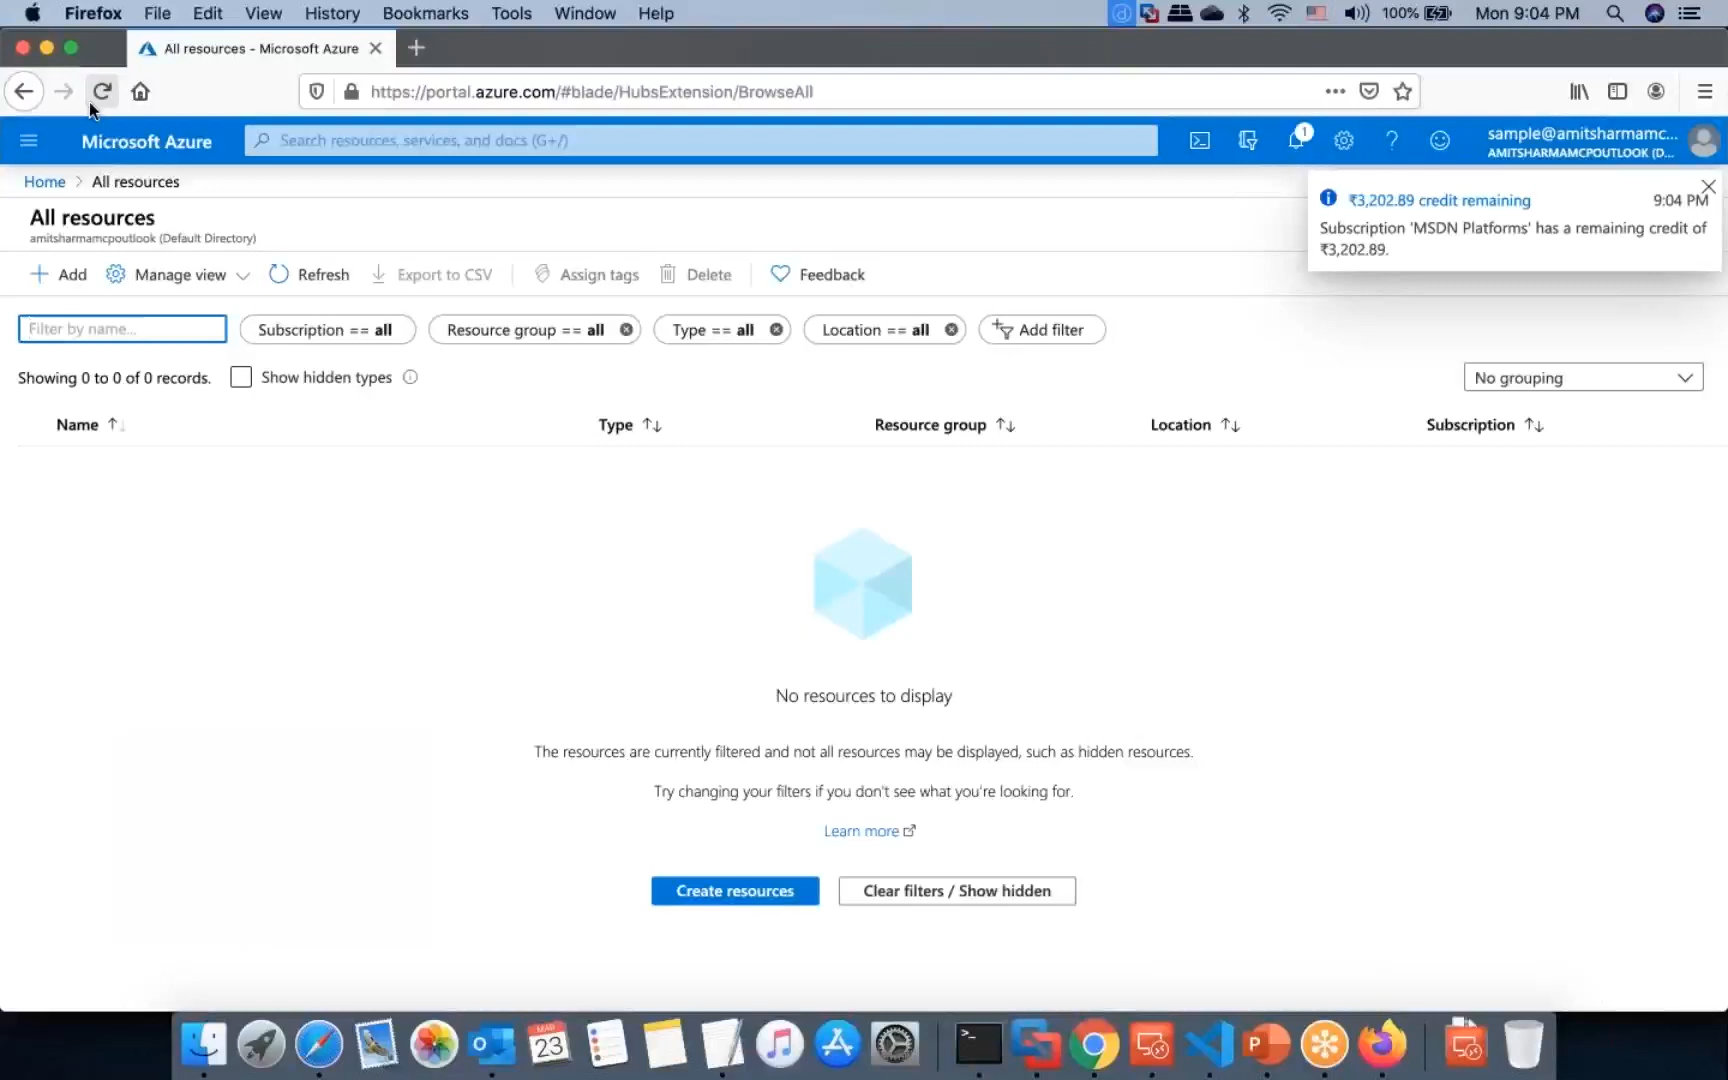 Firefox File Edit View History Bookmarks Tools Window Help 100% Mon 9:04 PM
All resources - Microsoft Azure
https://portal.azure.com/#blade/HubsExtension/BrowseAll
Microsoft Azure
Search resources, services, and docs (G+/)
1
sample@amitsharmamc...
AMITSHARMAMCPOUTLOOK (D...
Home > All resources
All resources
amitsharmamcpoutlook (Default Directory)
₹3,202.89 credit remaining 9:04 PM
Subscription 'MSDN Platforms' has a remaining credit of
₹3,202.89.
Add Manage view Refresh Export to CSV Assign tags Delete Feedback
Filter by name...
Subscription == all Resource group == all Type == all Location == all Add filter
Showing 0 to 0 of 0 records. Show hidden types No grouping
Name Type Resource group Location Subscription
No resources to display
The resources are currently filtered and not all resources may be displayed, such as hidden resources.
Try changing your filters if you don't see what you're looking for.
Learn more
Create resources Clear filters / Show hidden
MAR
23